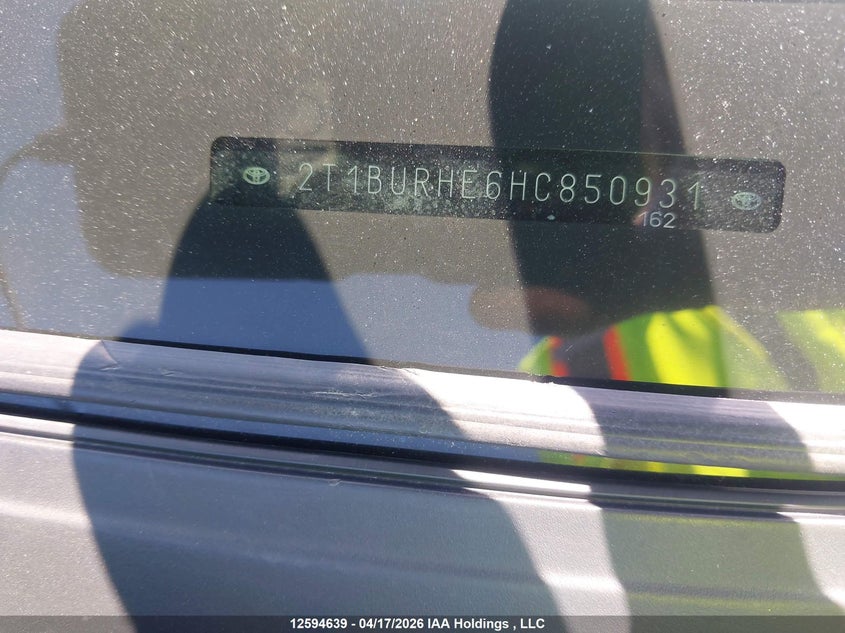 2T1BURHE6HC850931
162
12594639 - 04/17/2026 IAA Holdings , LLC